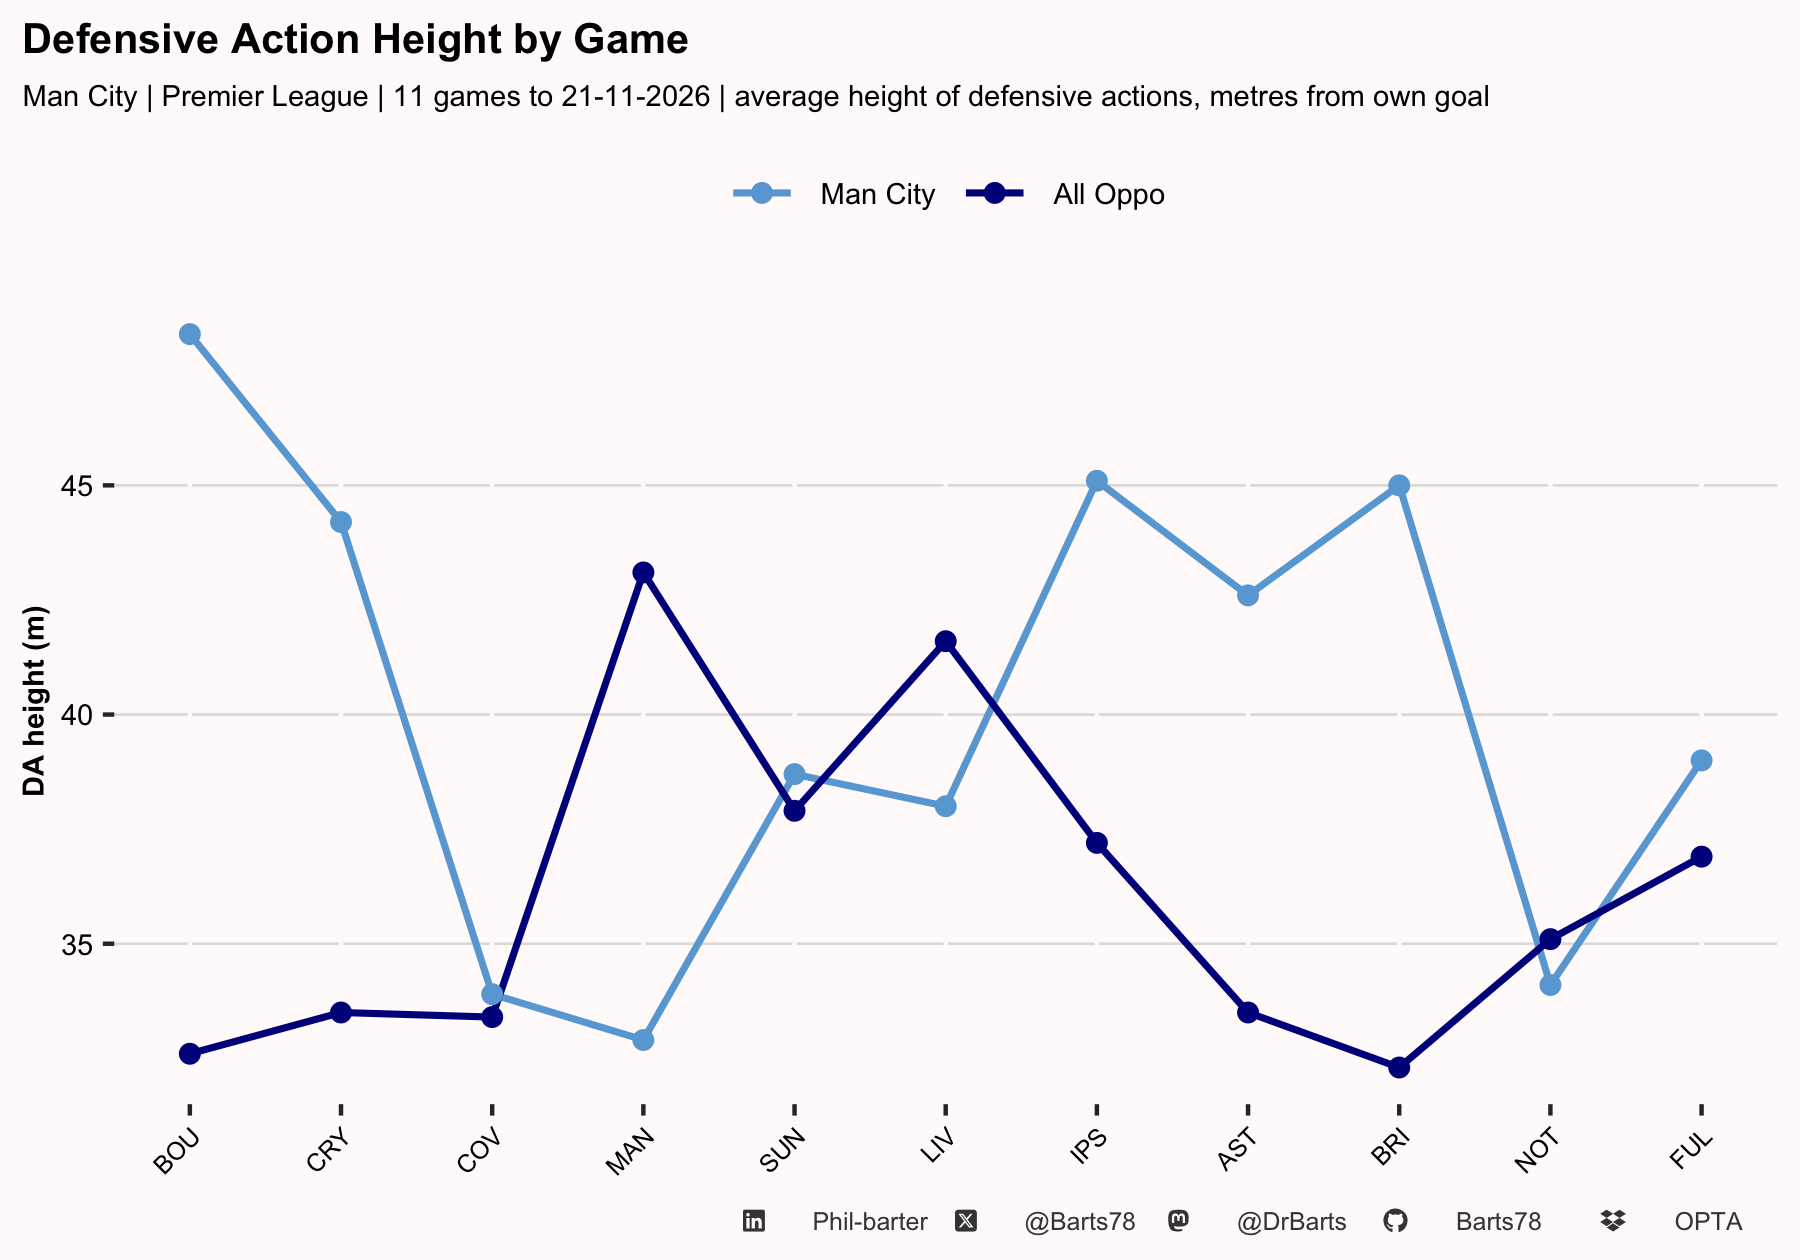 Defensive Action Height by Game
Man City | Premier League | 11 games to 21-11-2026 | average height of defensive actions, metres from own goal
Man City All Oppo
DA height (m)
45
40
35
BOU CRY COV MAN SUN LIV IPS AST BRI NOT FUL
Phil-barter @Barts78 @DrBarts Barts78 OPTA